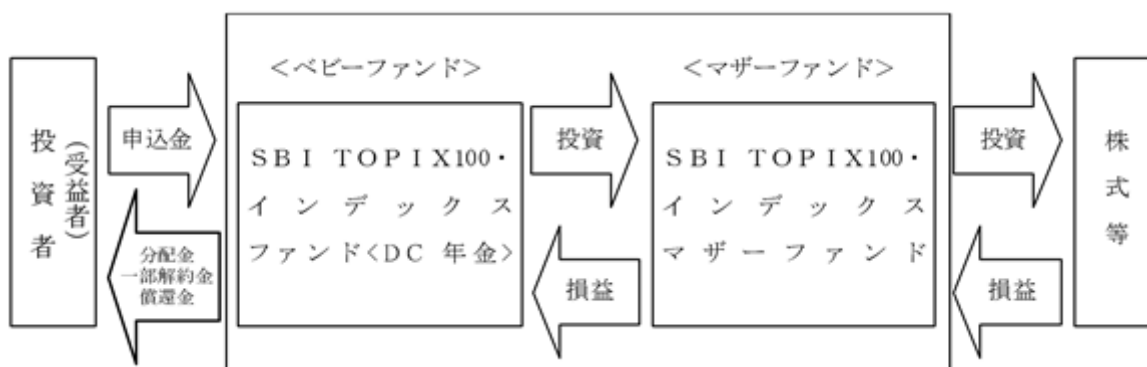 ＜ベビーファンド＞
＜マザーファンド＞
投資者
(受益者)
申込金
分配金
一部解約金
償還金
ＳＢＩ ＴＯＰＩＸ100・
インデックス
ファンド＜DC 年金＞
投資
損益
ＳＢＩ ＴＯＰＩＸ100・
インデックス
マザーファンド
投資
損益
株式等